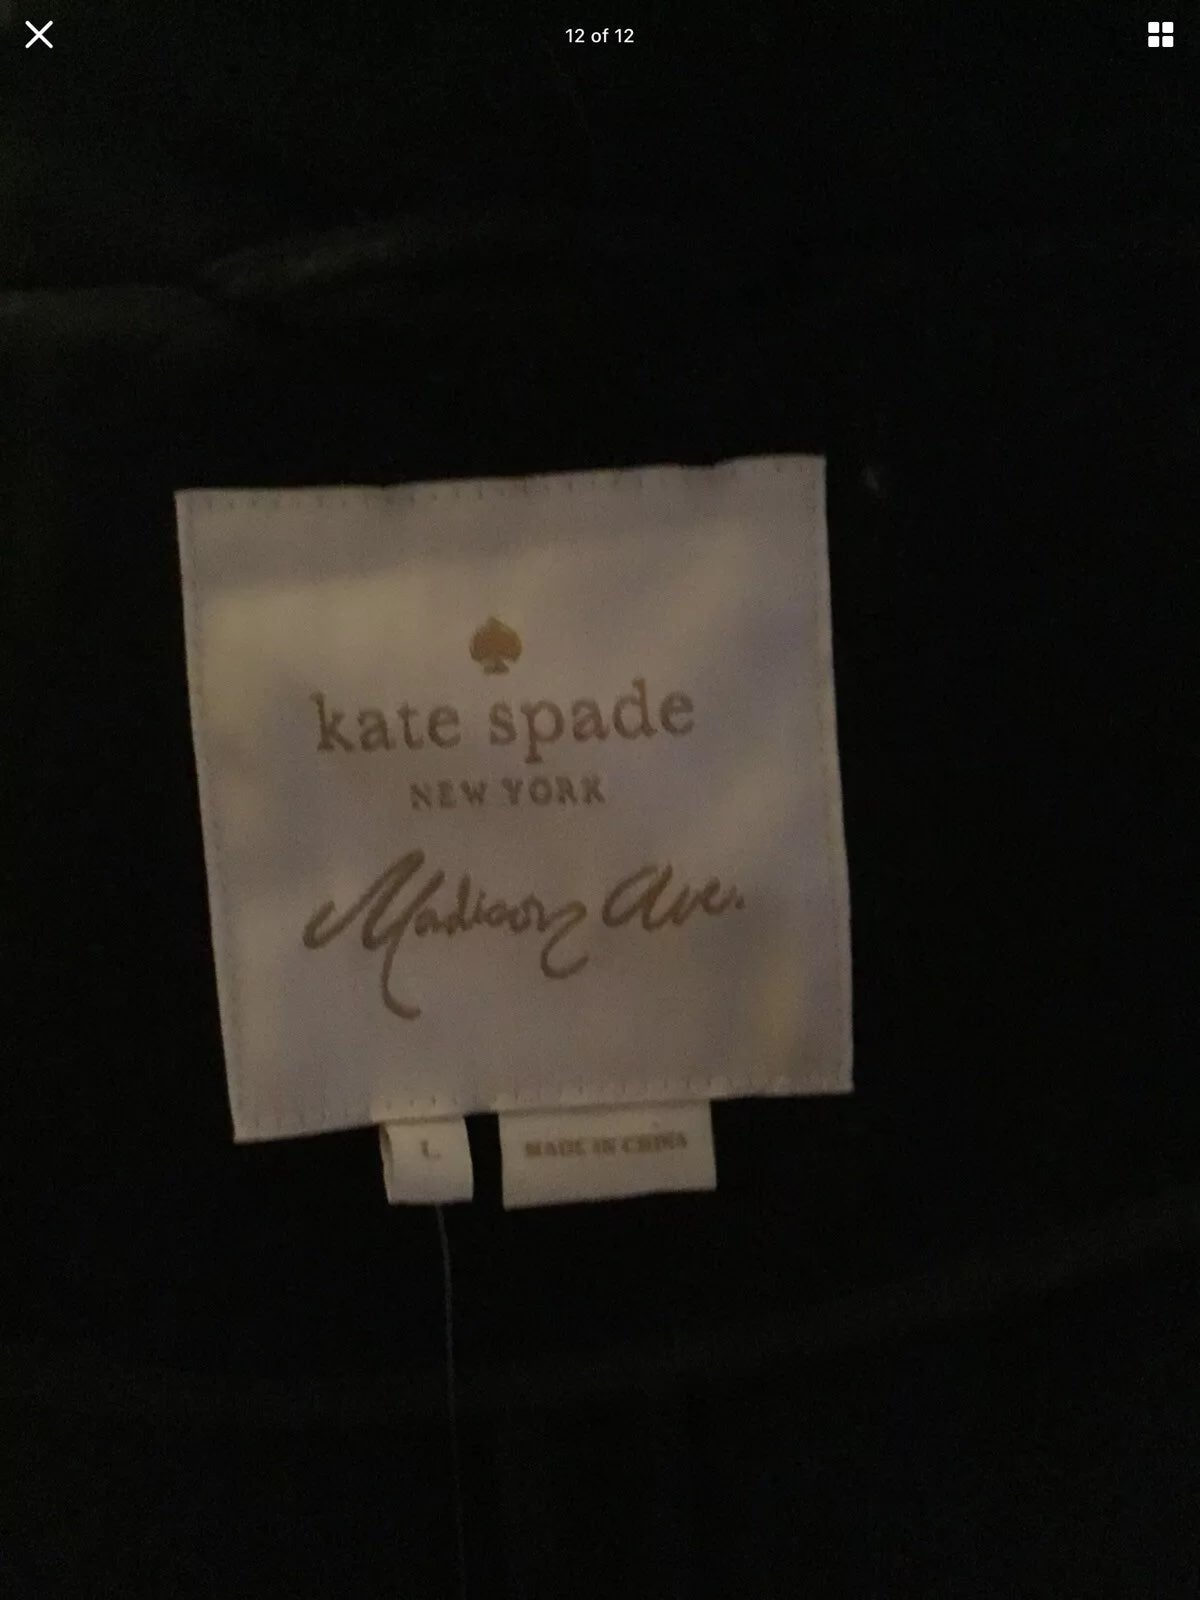 12 of 12
kate spade
NEW YORK
Madison Ave.
L
MADE IN CHINA